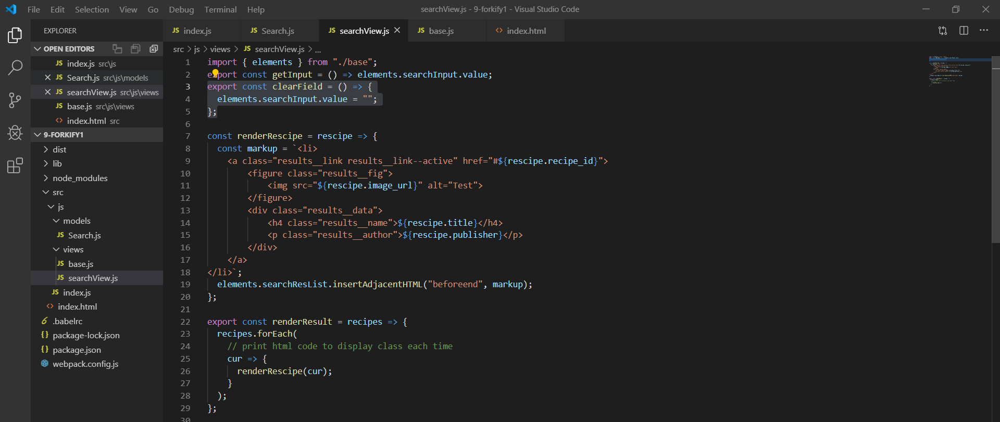 File Edit Selection View Go Debug Terminal Help
searchView.js - 9-forkify1 - Visual Studio Code
EXPLORER
OPEN EDITORS
JS index.js src\js
JS Search.js src\js\models
JS searchView.js src\js\views
JS base.js src\js\views
<> index.html src
9-FORKIFY1
dist
lib
node_modules
src
js
models
JS Search.js
views
JS base.js
JS searchView.js
JS index.js
<> index.html
.babelrc
{} package-lock.json
{} package.json
webpack.config.js
JS index.js JS Search.js JS searchView.js JS base.js <> index.html
src > js > views > JS searchView.js > ...
1 import { elements } from "./base";
2 export const getInput = () => elements.searchInput.value;
3 export const clearField = () => {
4 elements.searchInput.value = "";
5 };
6
7 const renderRescipe = rescipe => {
8 const markup = `<li>
9 <a class="results__link results__link--active" href="#${rescipe.recipe_id}">
10 <figure class="results__fig">
11 <img src="${rescipe.image_url}" alt="Test">
12 </figure>
13 <div class="results__data">
14 <h4 class="results__name">${rescipe.title}</h4>
15 <p class="results__author">${rescipe.publisher}</p>
16 </div>
17 </a>
18 </li>`;
19 elements.searchResList.insertAdjacentHTML("beforeend", markup);
20 };
21
22 export const renderResult = recipes => {
23 recipes.forEach(
24 // print html code to display class each time
25 cur => {
26 renderRescipe(cur);
27 }
28 );
29 };
30